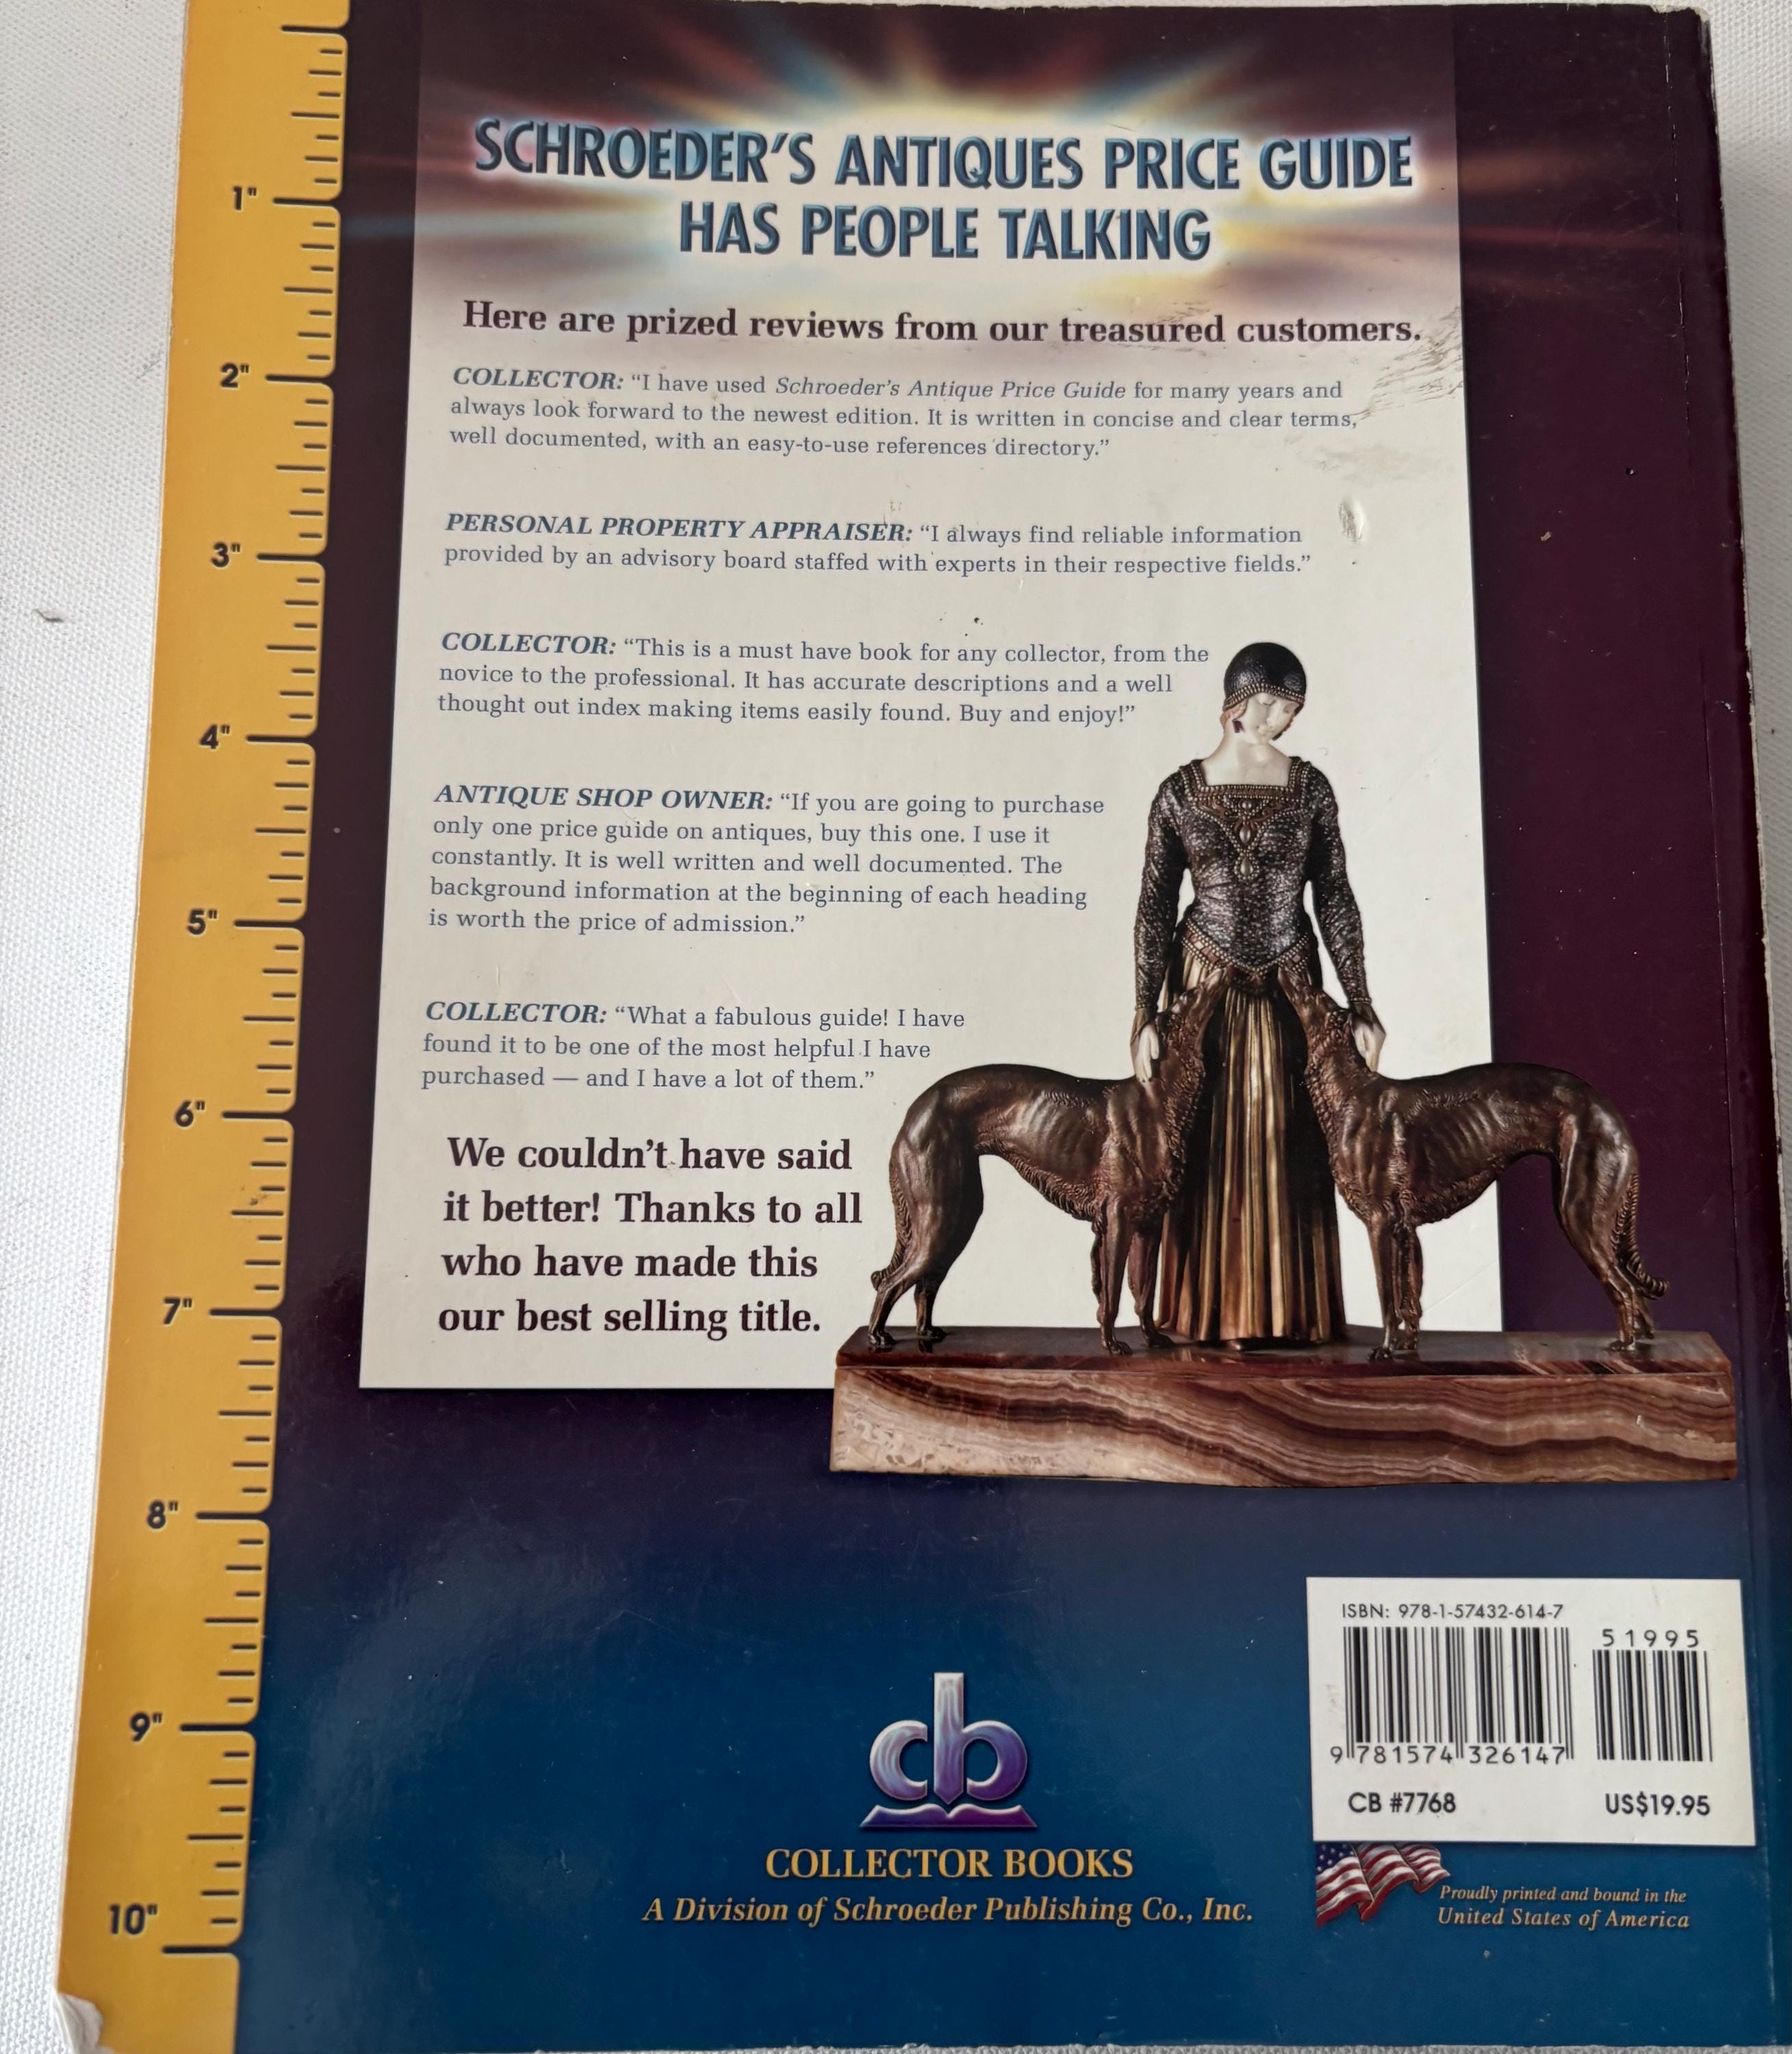 SCHROEDER'S ANTIQUES PRICE GUIDE
HAS PEOPLE TALKING
Here are prized reviews from our treasured customers.
COLLECTOR: “I have used Schroeder's Antique Price Guide for many years and
always look forward to the newest edition. It is written in concise and clear terms,
well documented, with an easy-to-use references directory.”
PERSONAL PROPERTY APPRAISER: “I always find reliable information
provided by an advisory board staffed with experts in their respective fields.”
COLLECTOR: “This is a must have book for any collector, from the
novice to the professional. It has accurate descriptions and a well
thought out index making items easily found. Buy and enjoy!”
ANTIQUE SHOP OWNER: “If you are going to purchase
only one price guide on antiques, buy this one. I use it
constantly. It is well written and well documented. The
background information at the beginning of each heading
is worth the price of admission.”
COLLECTOR: “What a fabulous guide! I have
found it to be one of the most helpful I have
purchased — and I have a lot of them.”
We couldn't have said
it better! Thanks to all
who have made this
our best selling title.
1"
2"
3"
4"
5"
6"
7"
8"
9"
10"
cb
COLLECTOR BOOKS
A Division of Schroeder Publishing Co., Inc.
ISBN: 978-1-57432-614-7
51995
9 781574 326147
CB #7768 US$19.95
Proudly printed and bound in the
United States of America